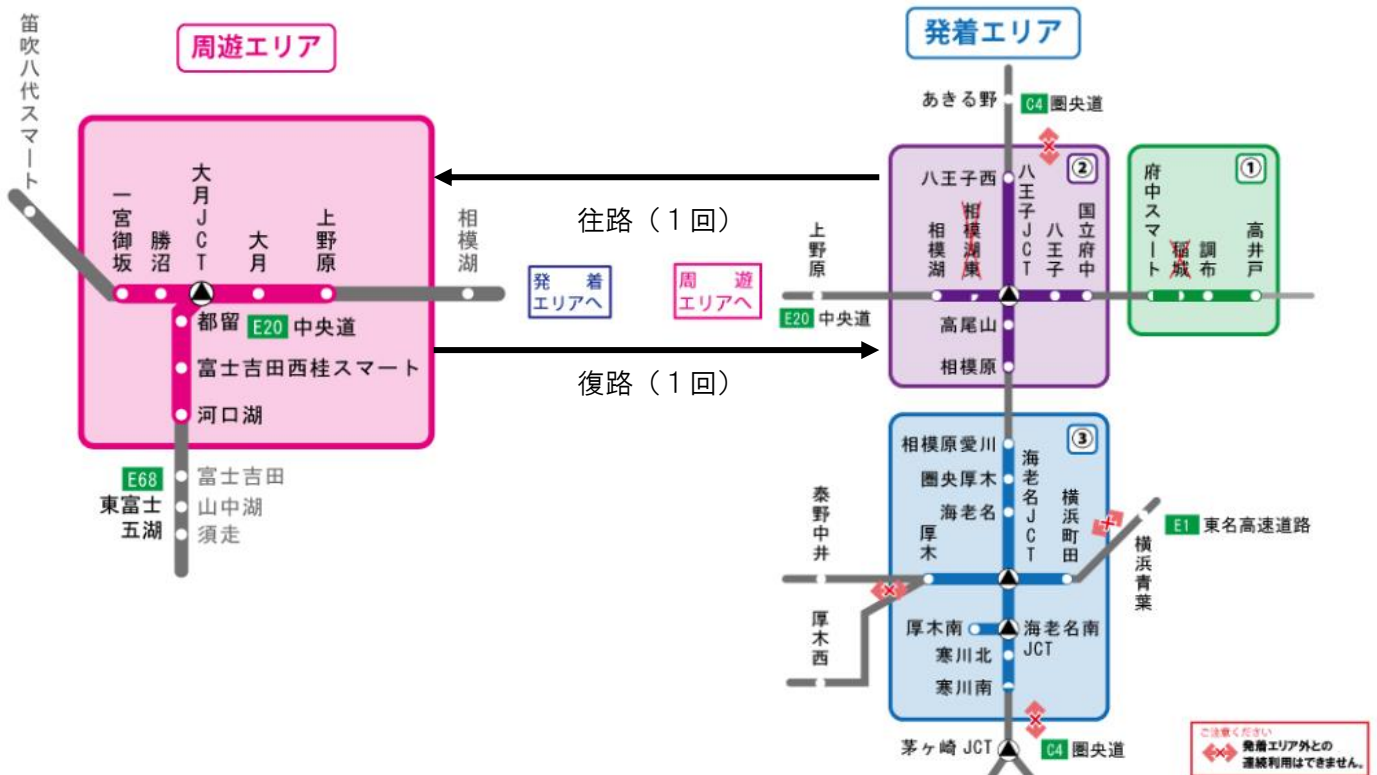 周遊エリア
笛吹八代スマート
一宮御坂
勝沼
大月JCT
大月
上野原
相模湖
都留
E20 中央道
富士吉田西桂スマート
河口湖
E68
東富士
五湖
富士吉田
山中湖
須走
往路（１回）
発着
エリアへ
周遊
エリアへ
復路（１回）
発着エリア
あきる野
C4 圏央道
②
八王子西
上野原
E20 中央道
相模湖
相模湖東
八王子JCT
八王子
国立府中
高尾山
相模原
①
府中スマート
稲城
調布
高井戸
③
相模原愛川
圏央厚木
海老名
海老名JCT
横浜町田
厚木
秦野中井
厚木西
E1 東名高速道路
横浜青葉
厚木南
海老名南
JCT
寒川北
寒川南
茅ヶ崎 JCT
C4 圏央道
ご注意ください
発着エリア外との
連続利用はできません。